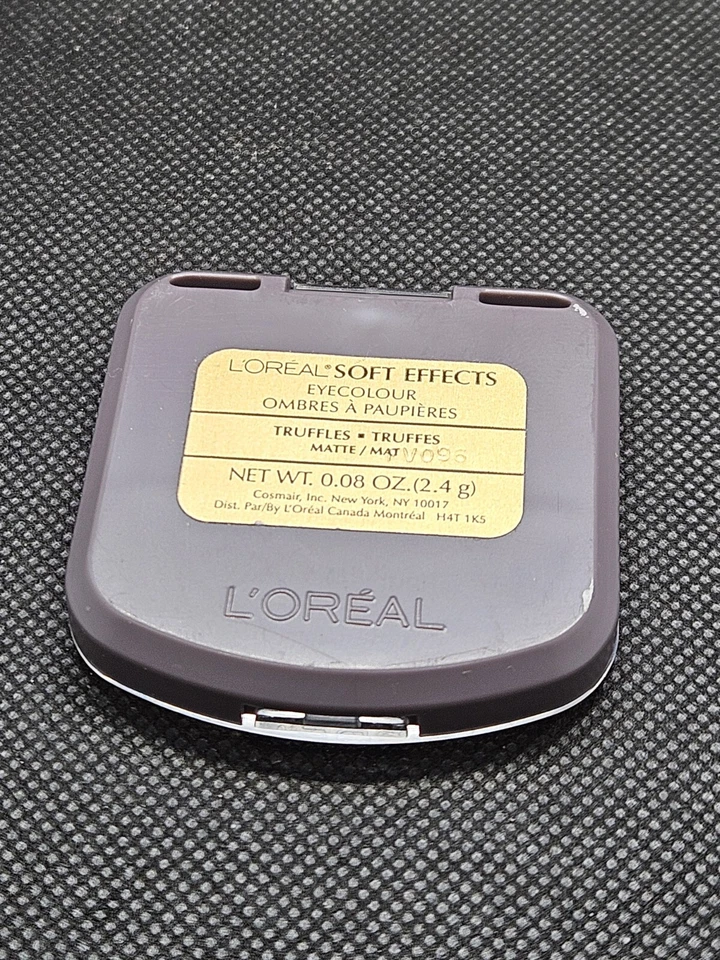 L'ORÉAL® SOFT EFFECTS
EYECOLOUR
OMBRES À PAUPIÈRES
TRUFFLES ▪ TRUFFES
MATTE / MAT
NET WT. 0.08 OZ.(2.4 g)
Cosmair, Inc. New York, NY 10017
Dist. Par/By L'Oréal Canada Montréal H4T 1K5
L'ORÉAL